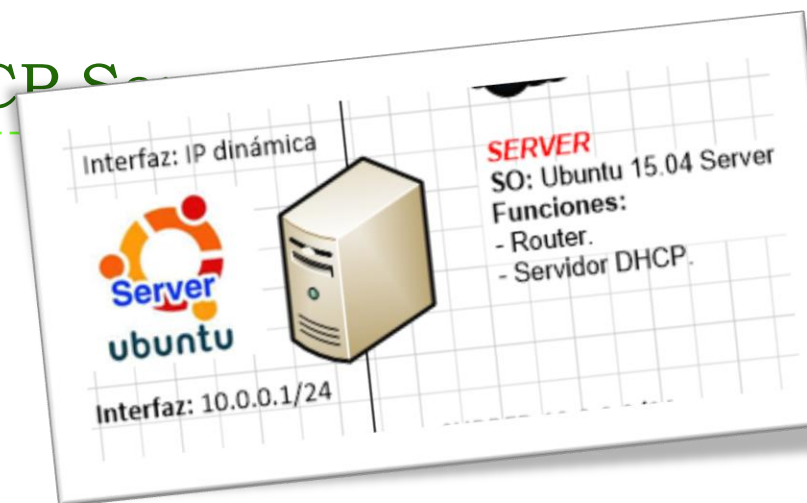 Interfaz: IP dinámica
Server
ubuntu
Interfaz: 10.0.0.1/24
SERVER
SO: Ubuntu 15.04 Server
Funciones:
- Router.
- Servidor DHCP.